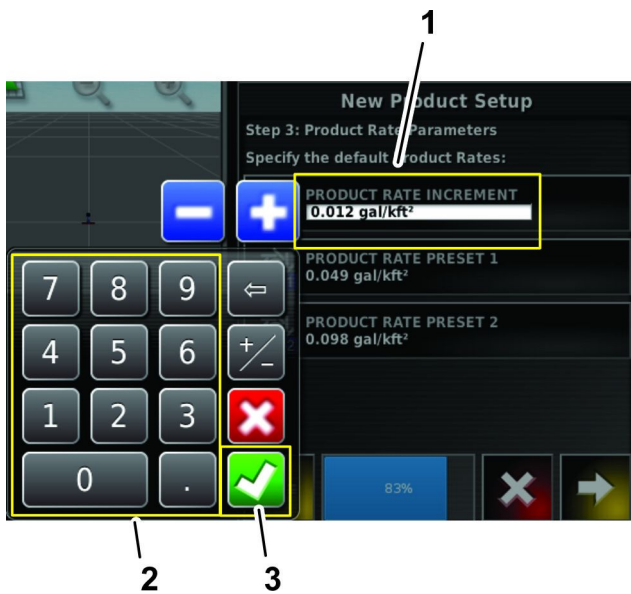 1
New Product Setup
Step 3: Product Rate Parameters
Specify the default Product Rates:
PRODUCT RATE INCREMENT
0.012 gal/kft²
PRODUCT RATE PRESET 1
0.049 gal/kft²
PRODUCT RATE PRESET 2
0.098 gal/kft²
7 8 9
4 5 6 +/-
1 2 3
0 .
83%
2 3